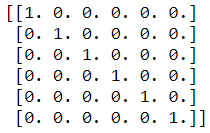 [[1. 0. 0. 0. 0. 0.]
[0. 1. 0. 0. 0. 0.]
[0. 0. 1. 0. 0. 0.]
[0. 0. 0. 1. 0. 0.]
[0. 0. 0. 0. 1. 0.]
[0. 0. 0. 0. 0. 1.]]